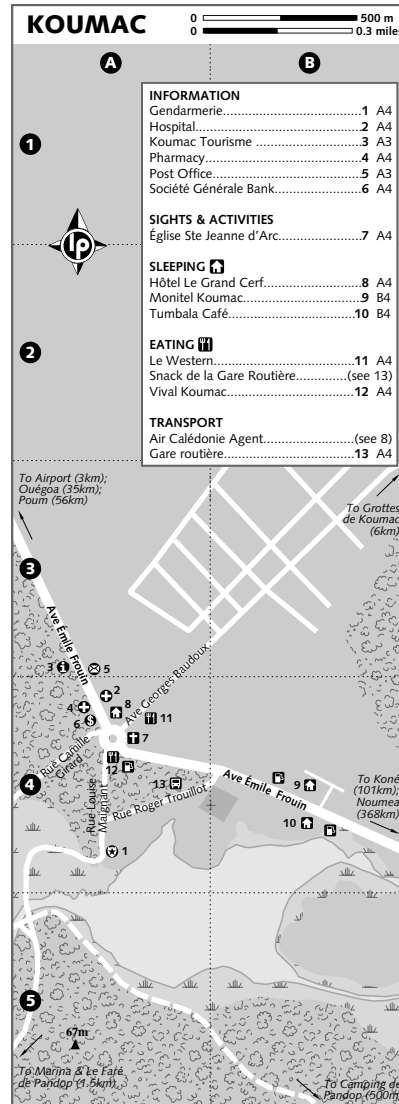 KOUMAC
0 500 m
0 0.3 miles
A B
1
INFORMATION
Gendarmerie.......................1 A4
Hospital...............................2 A4
Koumac Tourisme ................3 A3
Pharmacy.............................4 A4
Post Office...........................5 A3
Société Générale Bank..........6 A4
SIGHTS & ACTIVITIES
Église Ste Jeanne d'Arc..........7 A4
SLEEPING
Hôtel Le Grand Cerf..............8 A4
Monitel Koumac...................9 B4
Tumbala Café.....................10 B4
2
EATING
Le Western.........................11 A4
Snack de la Gare Routière............(see 13)
Vival Koumac......................12 A4
TRANSPORT
Air Calédonie Agent.....................(see 8)
Gare routière......................13 A4
lp
To Airport (3km);
Ouégoa (35km);
Poum (56km)
To Grottes
de Koumac
(6km)
3
Ave Émile Frouin
Ave Georges Baudoux
3 5
2
4 8
6 11
7
Rue Camille
Girard
12
4
13
Rue Louise
Maignant
Rue Roger Trouillot
Ave Émile Frouin
9
10
To Koné
(101km);
Noumea
(368km)
1
5
67m
To Marina & Le Faré
de Pandop (1.5km)
To Camping de
Pandop (500m)